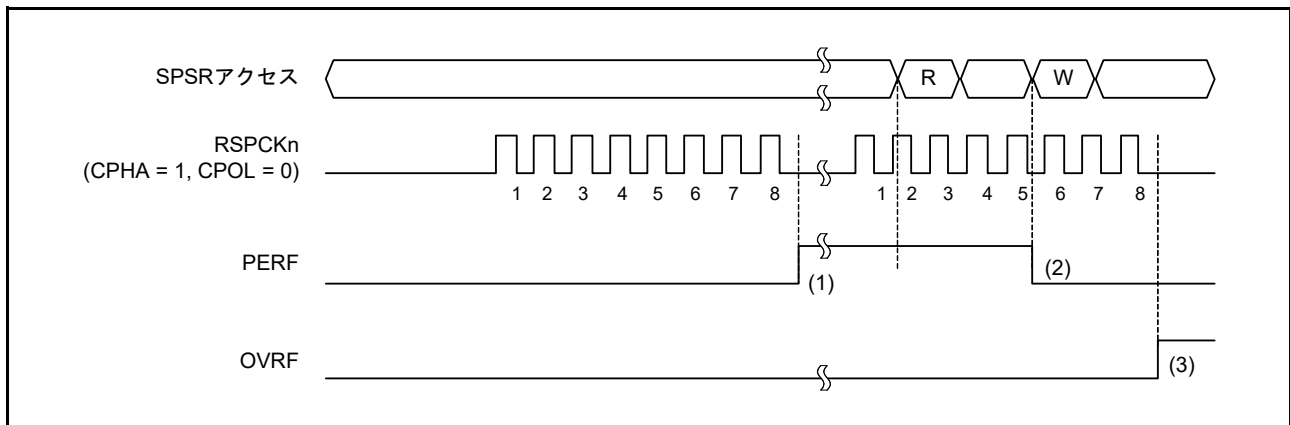 SPSRアクセス
R
W
RSPCKn
(CPHA = 1, CPOL = 0)
1 2 3 4 5 6 7 8 1 2 3 4 5 6 7 8
PERF
(1)
(2)
OVRF
(3)